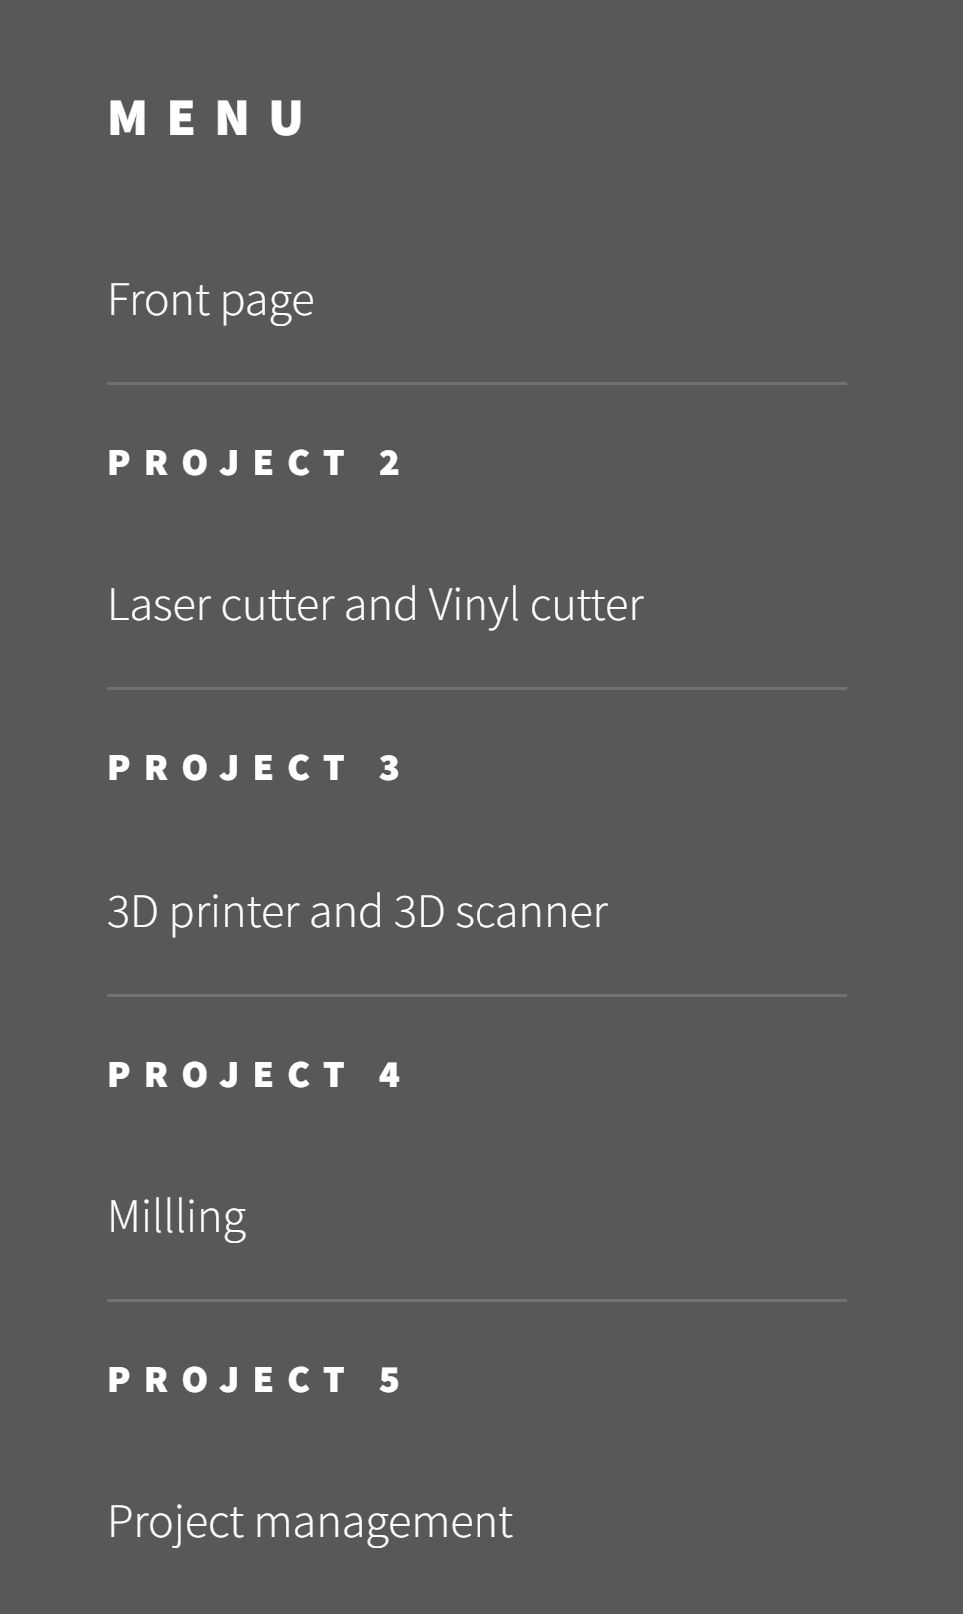 MENU
Front page
PROJECT 2
Laser cutter and Vinyl cutter
PROJECT 3
3D printer and 3D scanner
PROJECT 4
Millling
PROJECT 5
Project management